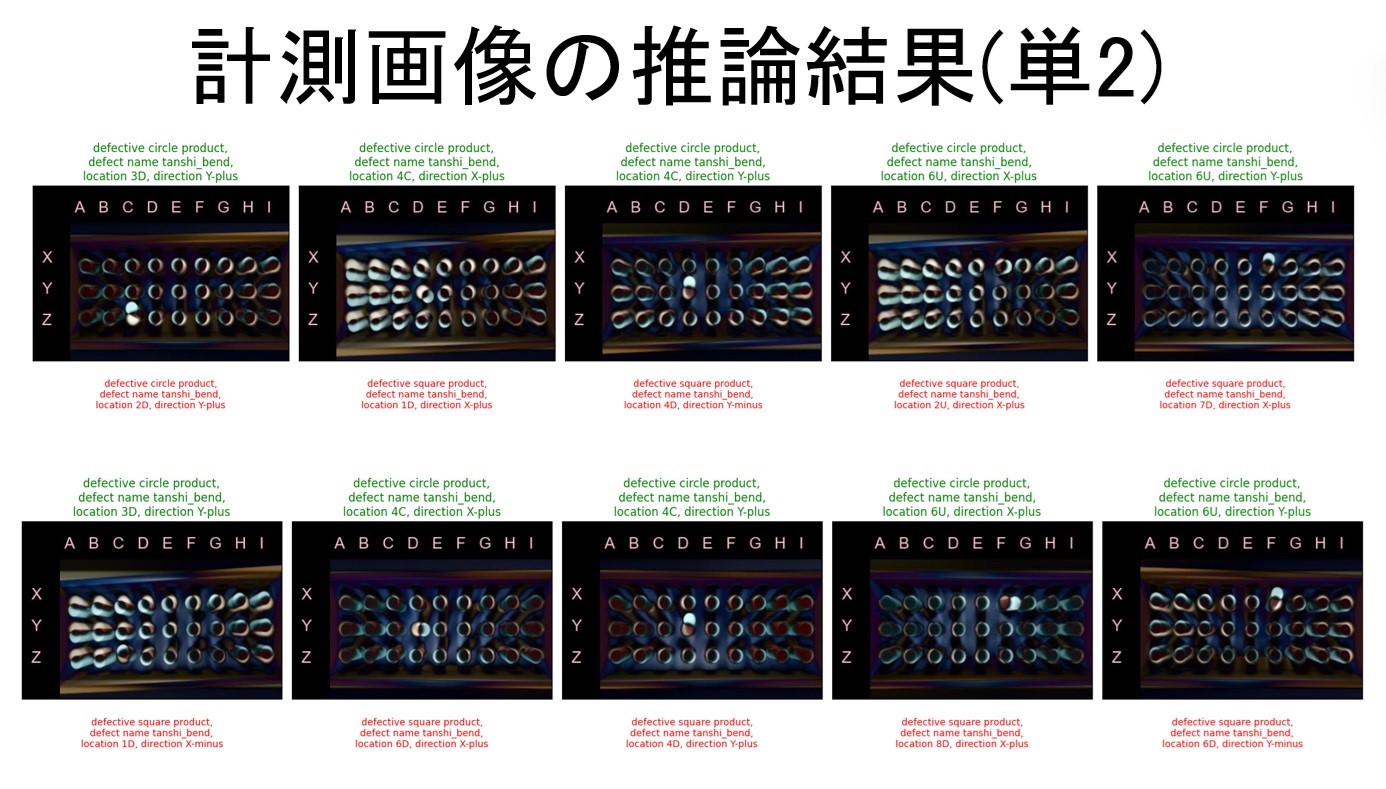 計測画像の推論結果(単2)
defective circle product,
defect name tanshi_bend,
location 3D, direction Y-plus
defective circle product,
defect name tanshi_bend,
location 4C, direction X-plus
defective circle product,
defect name tanshi_bend,
location 4C, direction Y-plus
defective circle product,
defect name tanshi_bend,
location 6U, direction X-plus
defective circle product,
defect name tanshi_bend,
location 6U, direction Y-plus
A B C D E F G H I
X
Y
Z
A B C D E F G H I
X
Y
Z
A B C D E F G H I
X
Y
Z
A B C D E F G H I
X
Y
Z
A B C D E F G H I
X
Y
Z
defective circle product,
defect name tanshi_bend,
location 2D, direction Y-plus
defective square product,
defect name tanshi_bend,
location 1D, direction X-plus
defective square product,
defect name tanshi_bend,
location 4D, direction Y-minus
defective square product,
defect name tanshi_bend,
location 2U, direction X-plus
defective square product,
defect name tanshi_bend,
location 7D, direction X-plus
defective circle product,
defect name tanshi_bend,
location 3D, direction Y-plus
defective circle product,
defect name tanshi_bend,
location 4C, direction X-plus
defective circle product,
defect name tanshi_bend,
location 4C, direction Y-plus
defective circle product,
defect name tanshi_bend,
location 6U, direction X-plus
defective circle product,
defect name tanshi_bend,
location 6U, direction Y-plus
A B C D E F G H I
X
Y
Z
A B C D E F G H I
X
Y
Z
A B C D E F G H I
X
Y
Z
A B C D E F G H I
X
Y
Z
A B C D E F G H I
X
Y
Z
defective square product,
defect name tanshi_bend,
location 1D, direction X-minus
defective square product,
defect name tanshi_bend,
location 6D, direction X-plus
defective square product,
defect name tanshi_bend,
location 4D, direction Y-plus
defective square product,
defect name tanshi_bend,
location 8D, direction X-plus
defective square product,
defect name tanshi_bend,
location 6D, direction Y-minus